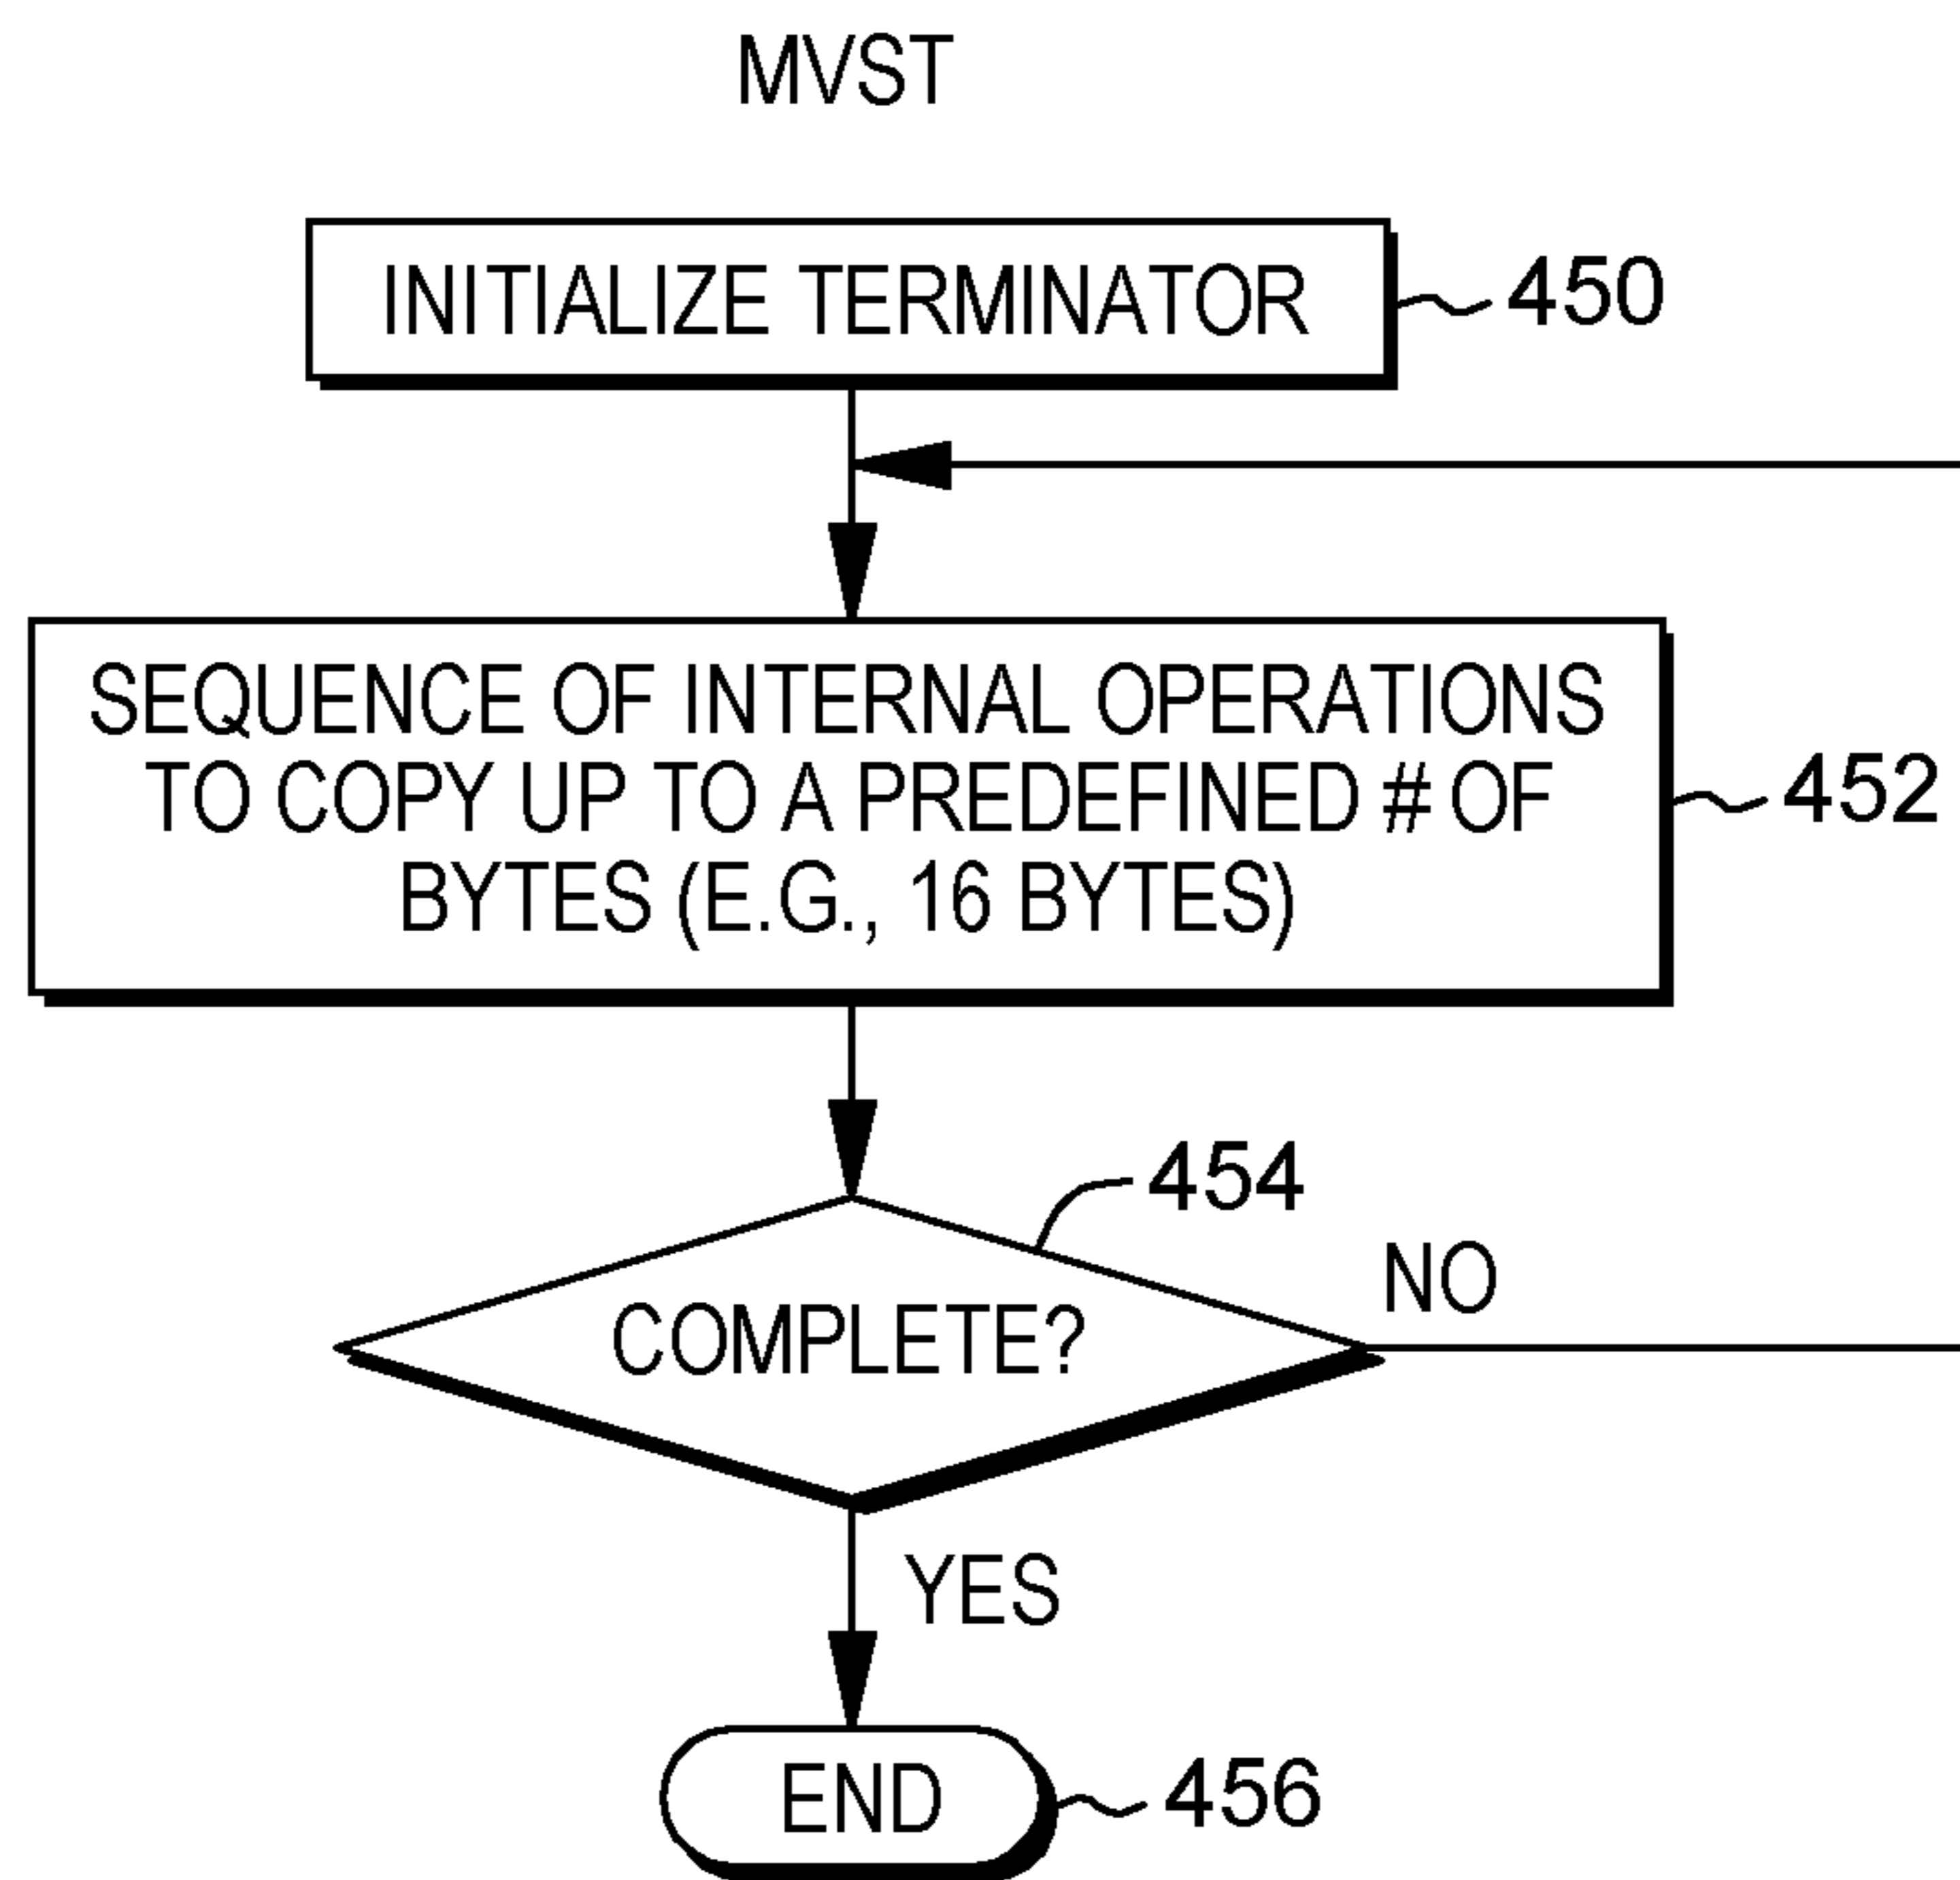 MVST
INITIALIZE TERMINATOR
450
SEQUENCE OF INTERNAL OPERATIONS
TO COPY UP TO A PREDEFINED # OF
BYTES (E.G., 16 BYTES)
452
454
COMPLETE?
NO
YES
END
456